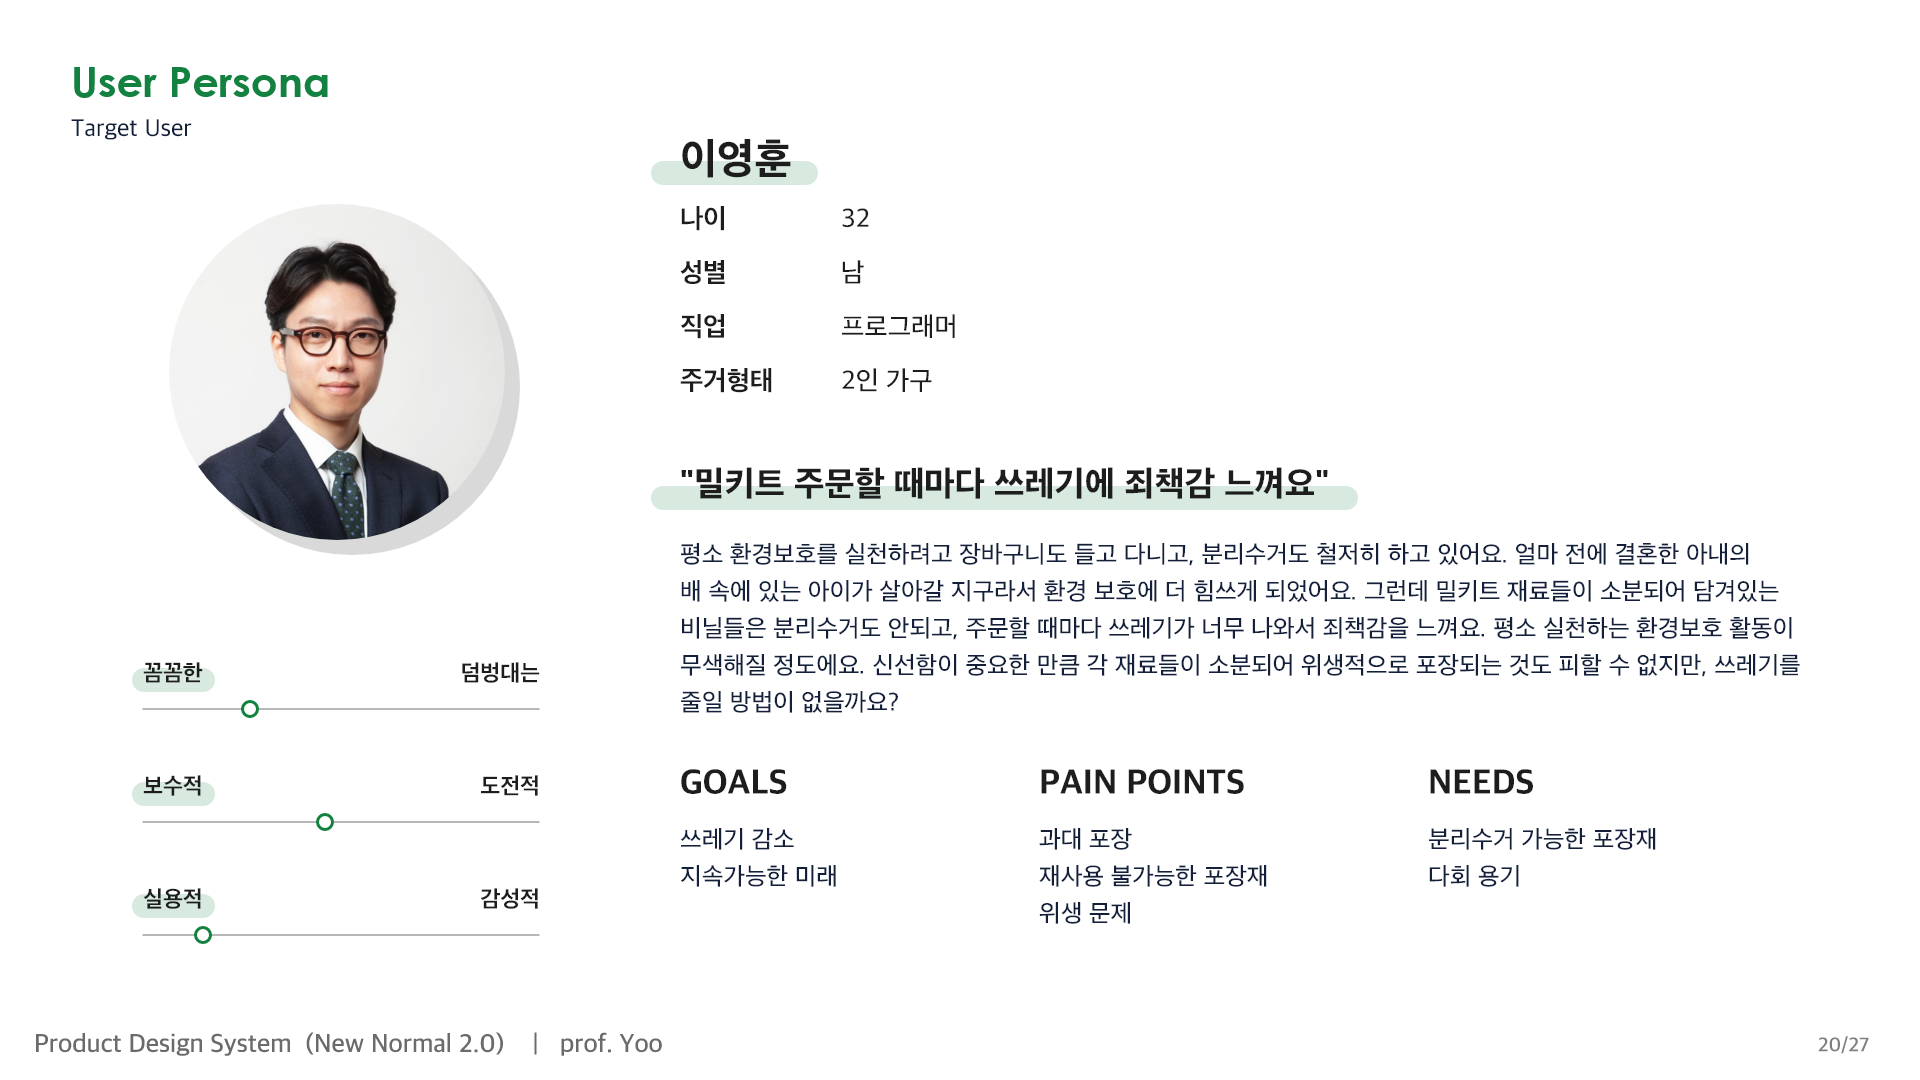 User Persona
Target User
이영훈
나이 32
성별 남
직업 프로그래머
주거형태 2인 가구
"밀키트 주문할 때마다 쓰레기에 죄책감 느껴요"
평소 환경보호를 실천하려고 장바구니도 들고 다니고, 분리수거도 철저히 하고 있어요. 얼마 전에 결혼한 아내의
배 속에 있는 아이가 살아갈 지구라서 환경 보호에 더 힘쓰게 되었어요. 그런데 밀키트 재료들이 소분되어 담겨있는
비닐들은 분리수거도 안되고, 주문할 때마다 쓰레기가 너무 나와서 죄책감을 느껴요. 평소 실천하는 환경보호 활동이
무색해질 정도에요. 신선함이 중요한 만큼 각 재료들이 소분되어 위생적으로 포장되는 것도 피할 수 없지만, 쓰레기를
줄일 방법이 없을까요?
꼼꼼한 덤벙대는
보수적 도전적
실용적 감성적
GOALS
쓰레기 감소
지속가능한 미래
PAIN POINTS
과대 포장
재사용 불가능한 포장재
위생 문제
NEEDS
분리수거 가능한 포장재
다회 용기
Product Design System (New Normal 2.0) | prof. Yoo
20/27